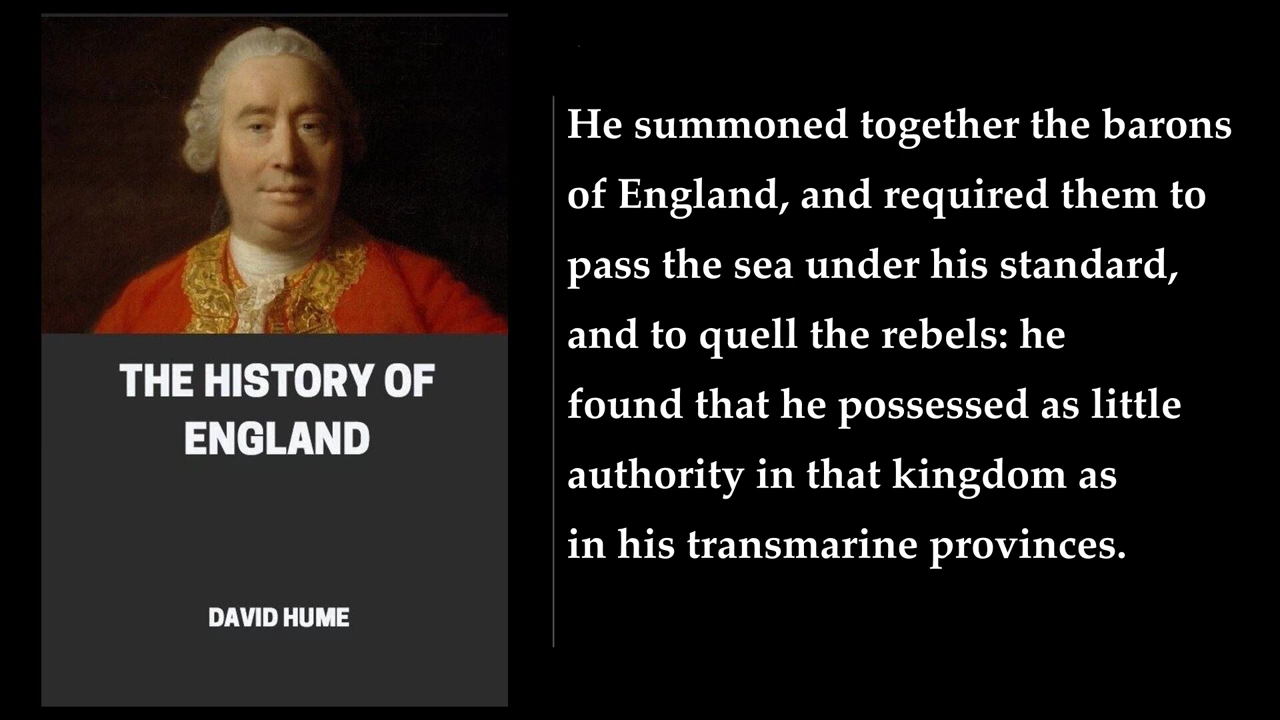 THE HISTORY OF
ENGLAND
DAVID HUME
He summoned together the barons
of England, and required them to
pass the sea under his standard,
and to quell the rebels: he
found that he possessed as little
authority in that kingdom as
in his transmarine provinces.